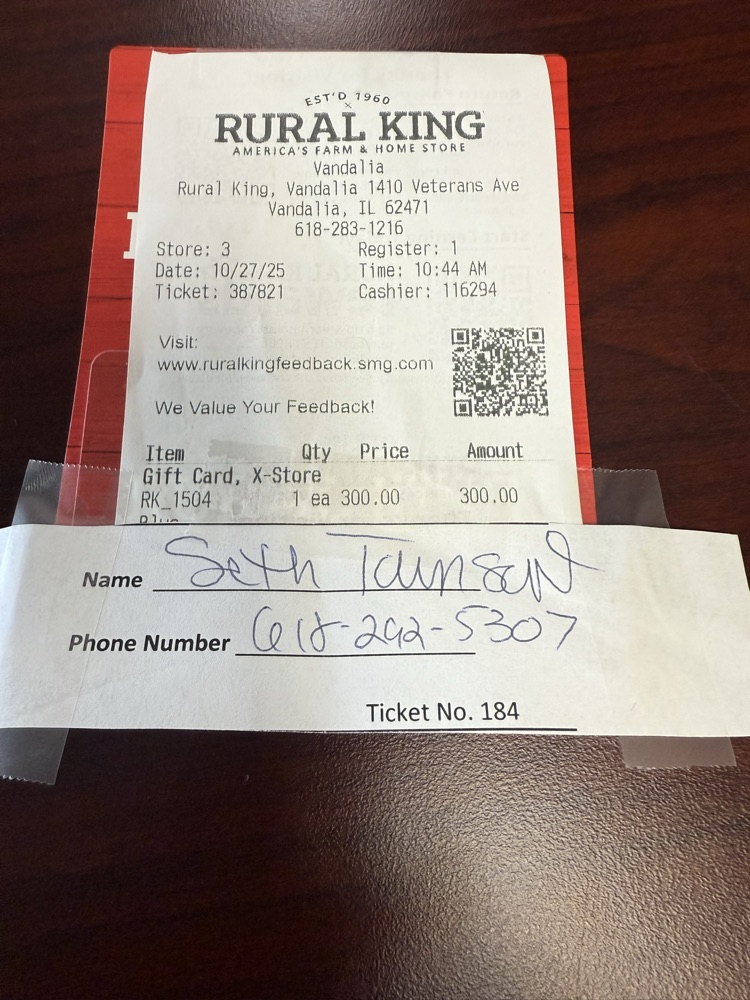 EST'D 1960
RURAL KING
AMERICA'S FARM & HOME STORE
Vandalia
Rural King, Vandalia 1410 Veterans Ave
Vandalia, IL 62471
618-283-1216
Store: 3 Register: 1
Date: 10/27/25 Time: 10:44 AM
Ticket: 387821 Cashier: 116294
Visit:
www.ruralkingfeedback.smg.com
We Value Your Feedback!
Item Qty Price Amount
Gift Card, X-Store
RK_1504 1 ea 300.00 300.00
Name Seth
Phone Number 618-292-5307
Ticket No. 184